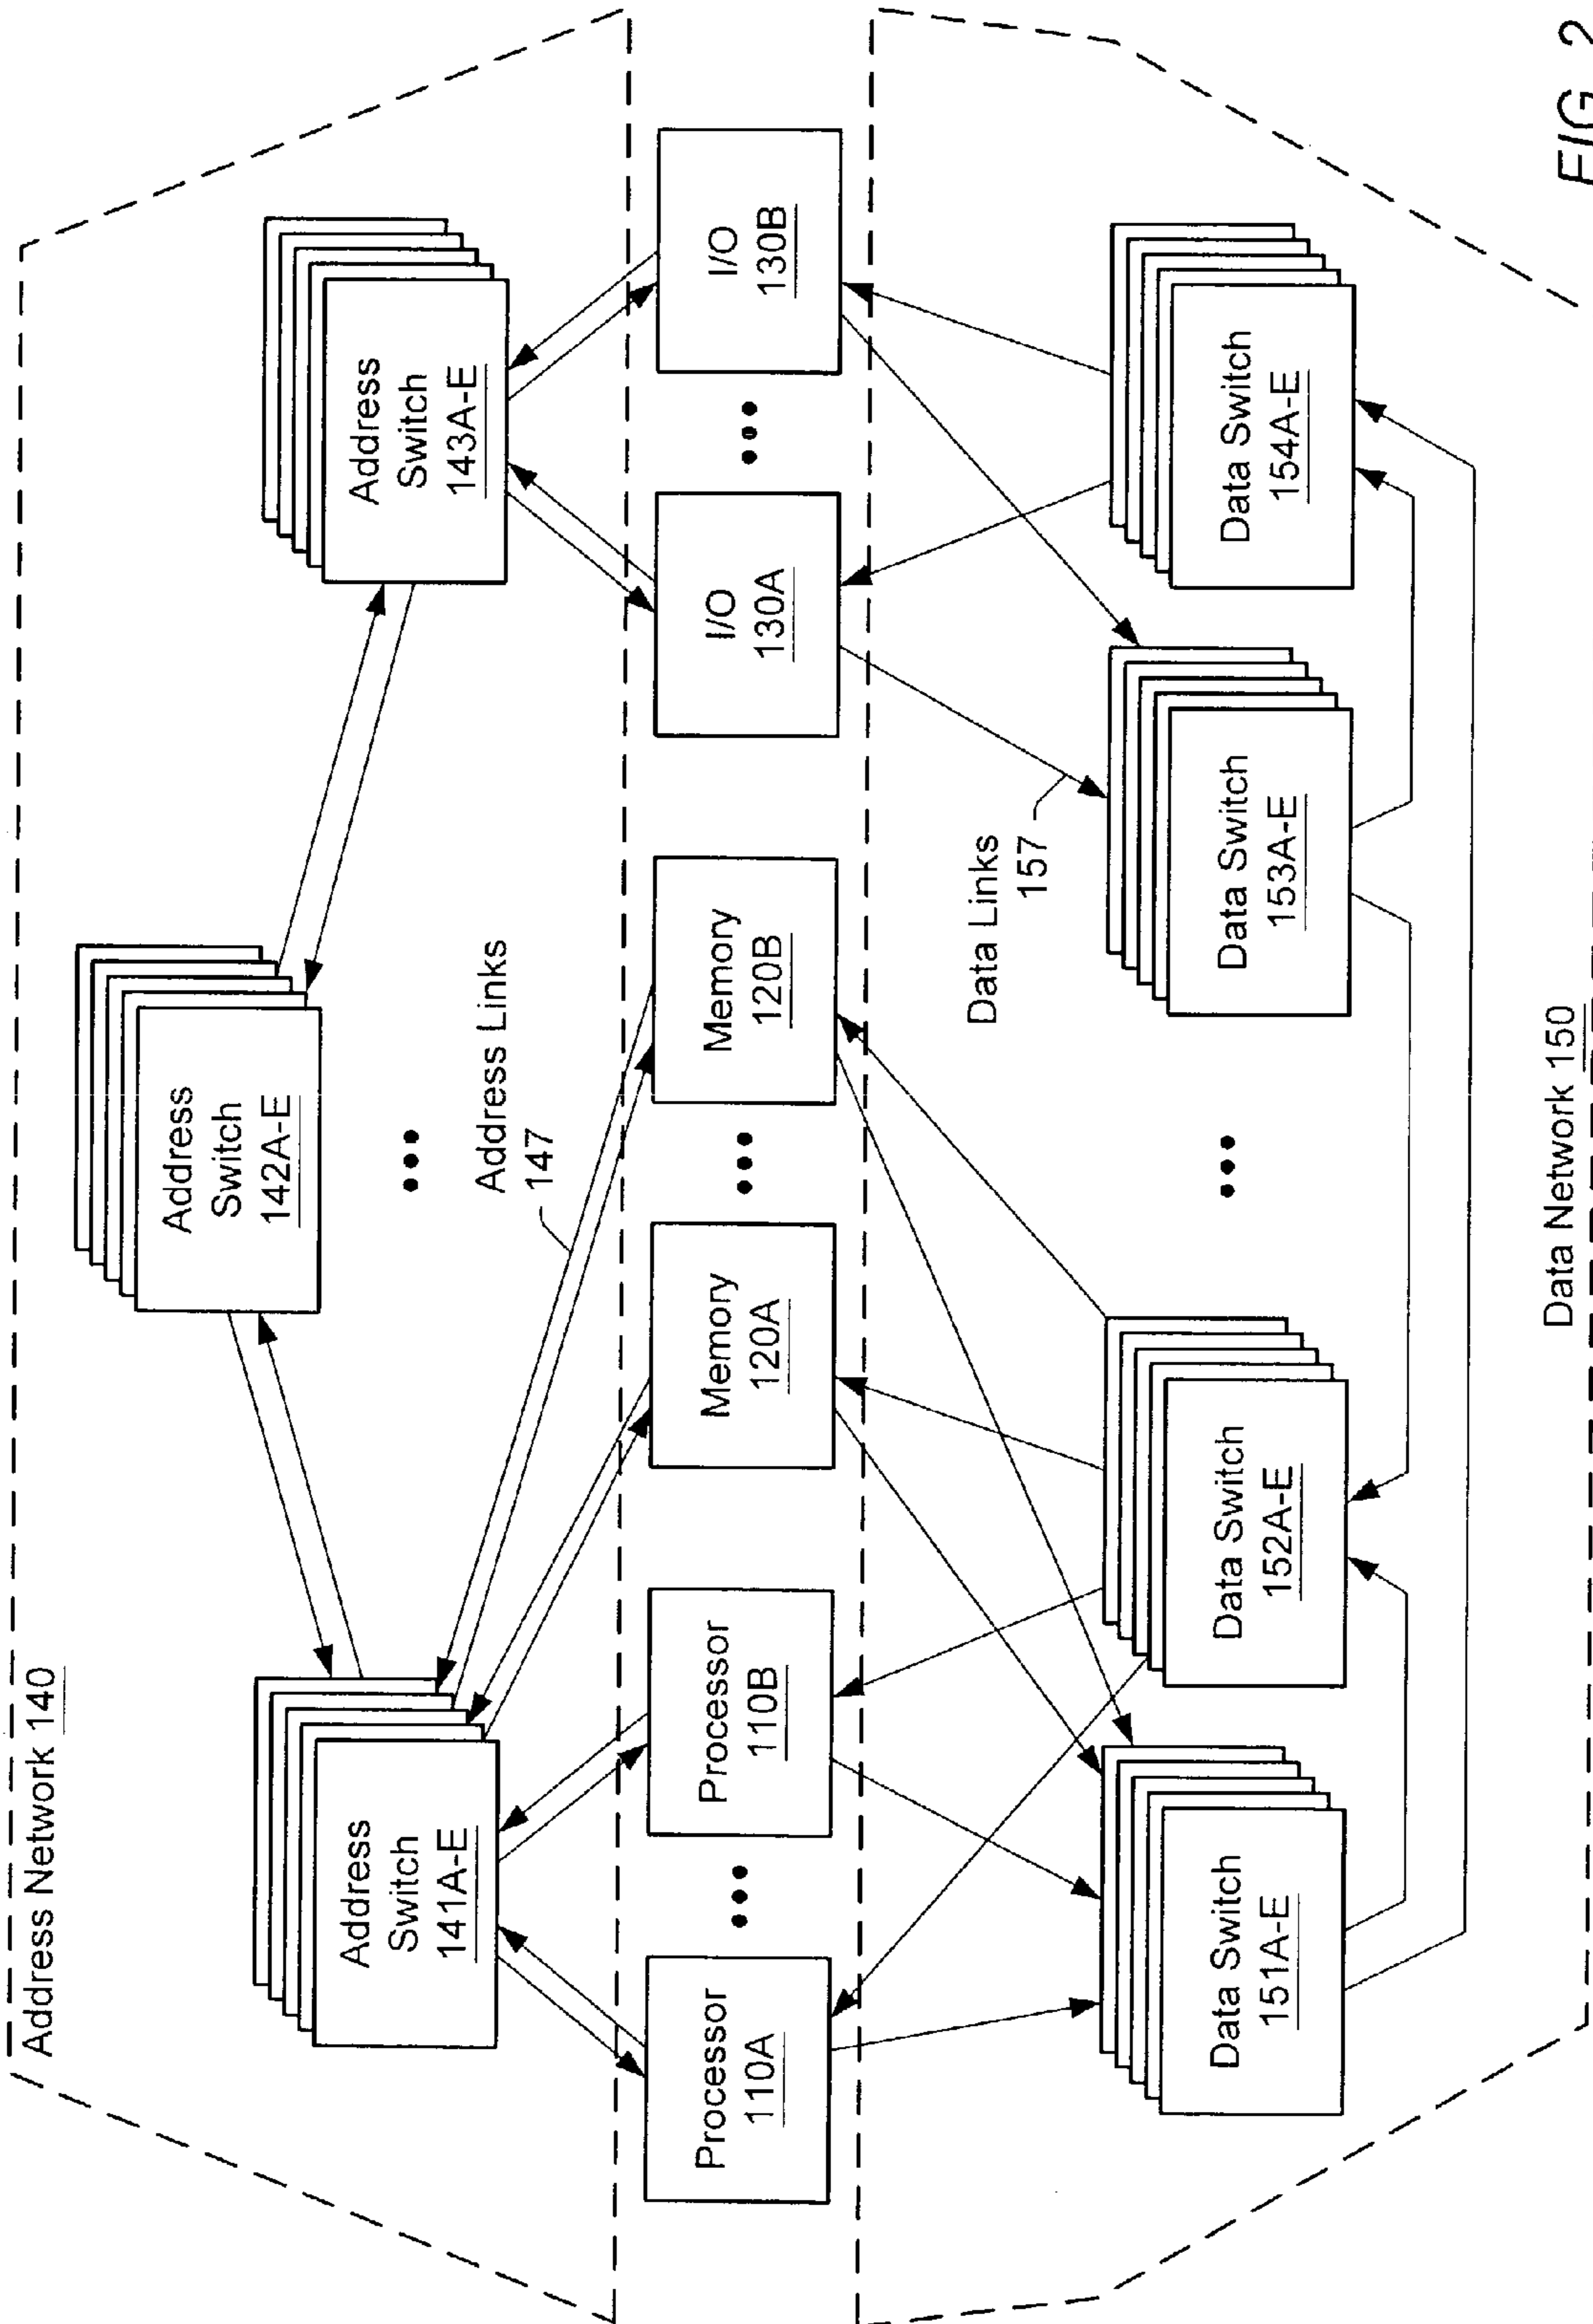 Address Network 140
Address
Switch
142A-E
Address
Switch
141A-E
Address
Switch
143A-E
Address Links
147
Processor
110A
Processor
110B
Memory
120A
Memory
120B
I/O
130A
I/O
130B
Data Links
157
Data Switch
151A-E
Data Switch
152A-E
Data Switch
153A-E
Data Switch
154A-E
Data Network 150
FIG. 2